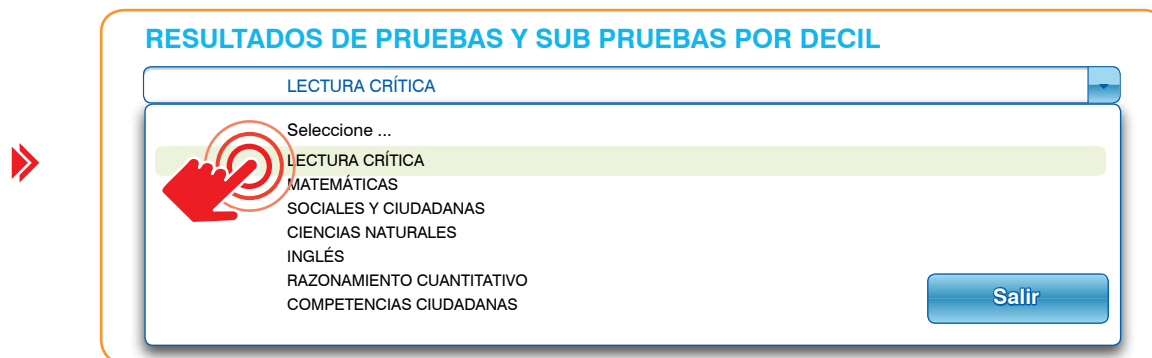 RESULTADOS DE PRUEBAS Y SUB PRUEBAS POR DECIL
LECTURA CRÍTICA
Seleccione ...
LECTURA CRÍTICA
MATEMÁTICAS
SOCIALES Y CIUDADANAS
CIENCIAS NATURALES
INGLÉS
RAZONAMIENTO CUANTITATIVO
COMPETENCIAS CIUDADANAS
Salir